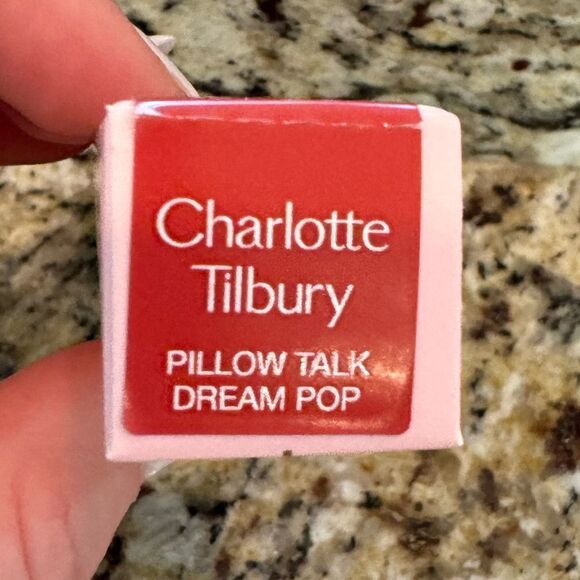 Charlotte
Tilbury
PILLOW TALK
DREAM POP